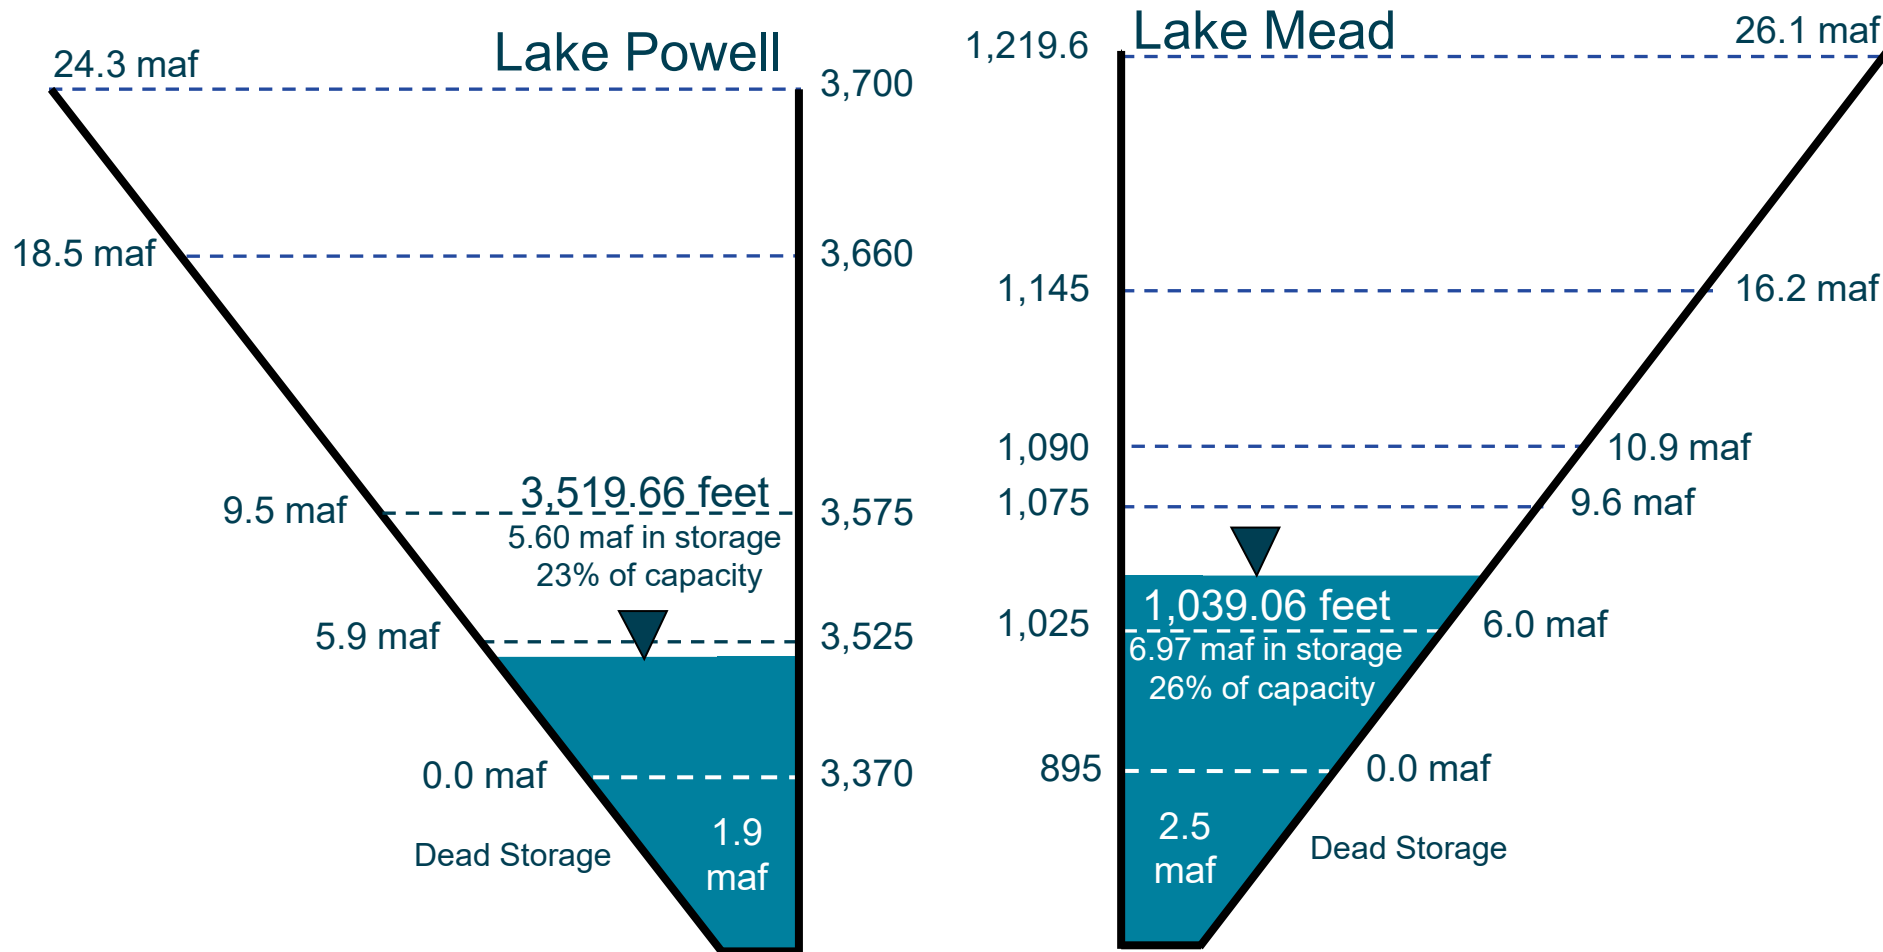 Lake Powell
24.3 maf
3,700
18.5 maf
3,660
3,519.66 feet
9.5 maf
3,575
5.60 maf in storage
23% of capacity
5.9 maf
3,525
0.0 maf
3,370
1.9
maf
Dead Storage
Lake Mead
1,219.6
26.1 maf
1,145
16.2 maf
1,090
10.9 maf
1,075
9.6 maf
1,039.06 feet
1,025
6.0 maf
6.97 maf in storage
26% of capacity
895
0.0 maf
2.5
maf
Dead Storage